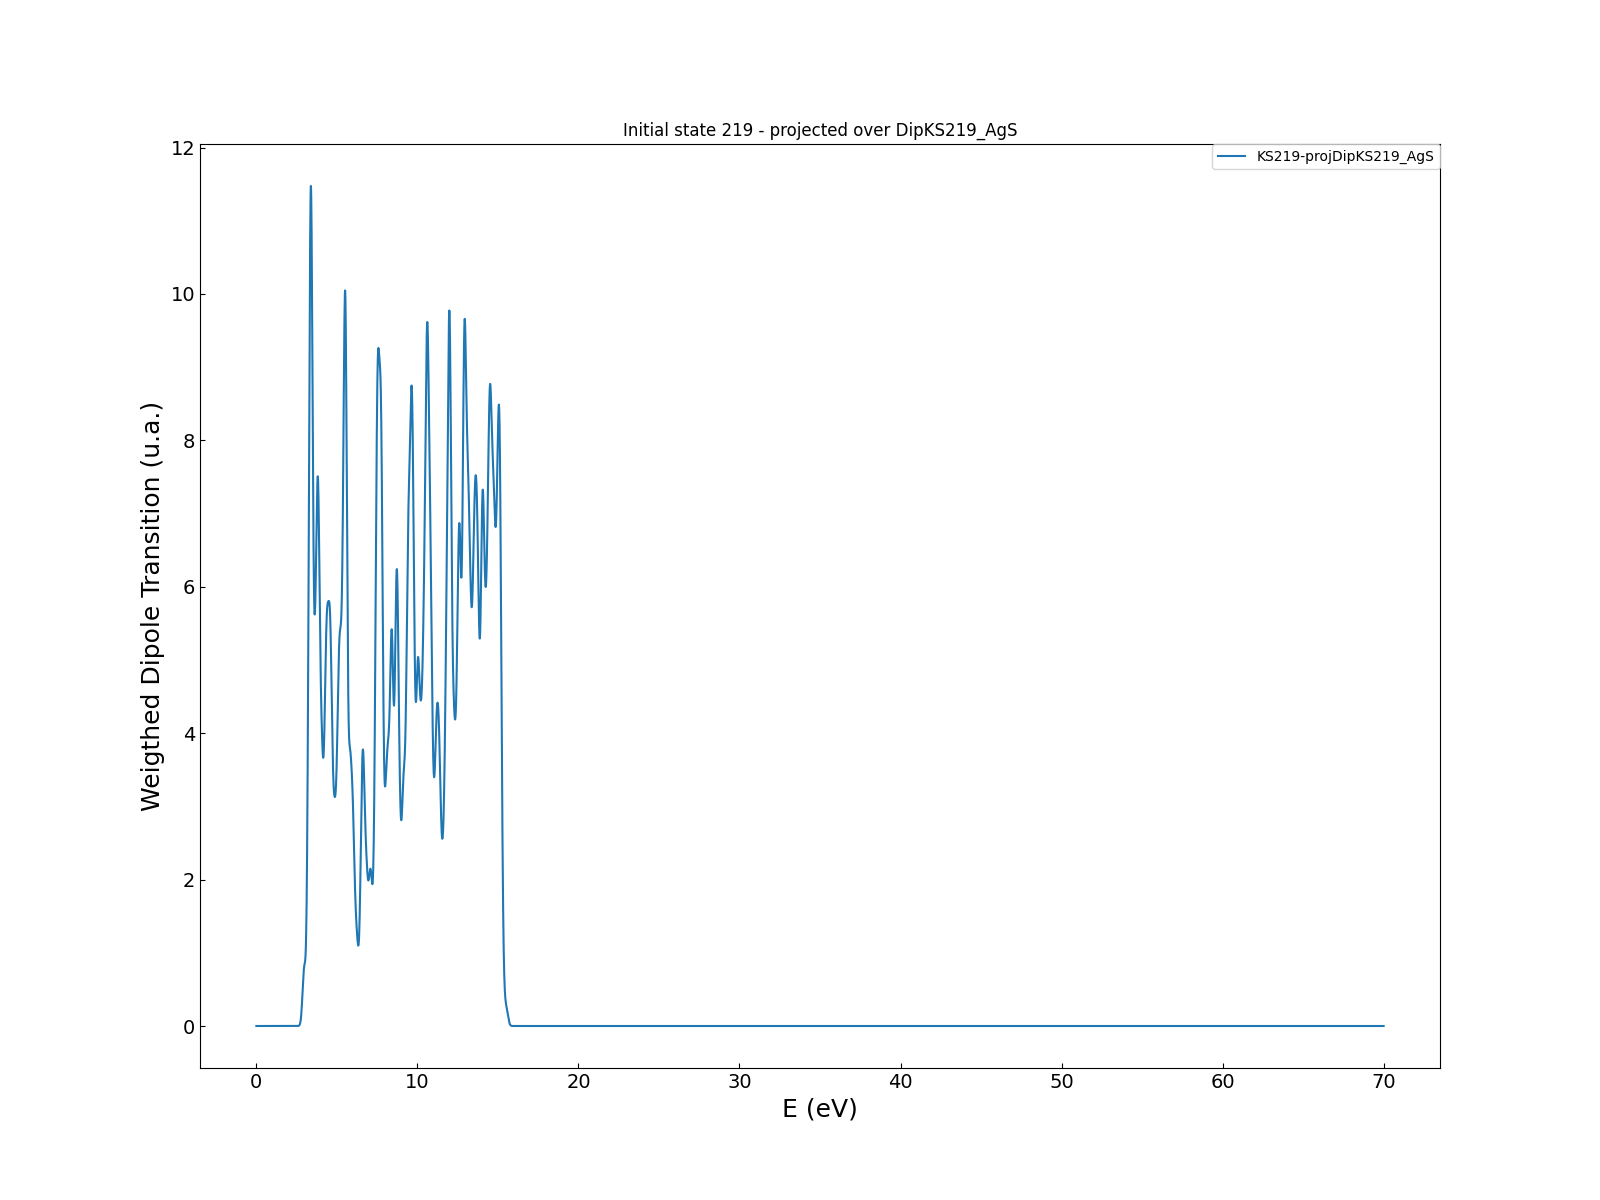 Initial state 219 - projected over DipKS219_AgS
KS219-projDipKS219_AgS
Weigthed Dipole Transition (u.a.)
12
10
8
6
4
2
0
0 10 20 30 40 50 60 70
E (eV)